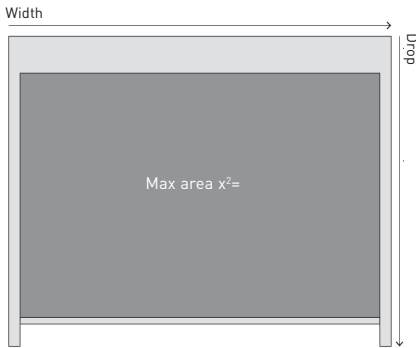 Width
Drop
Max area x²=